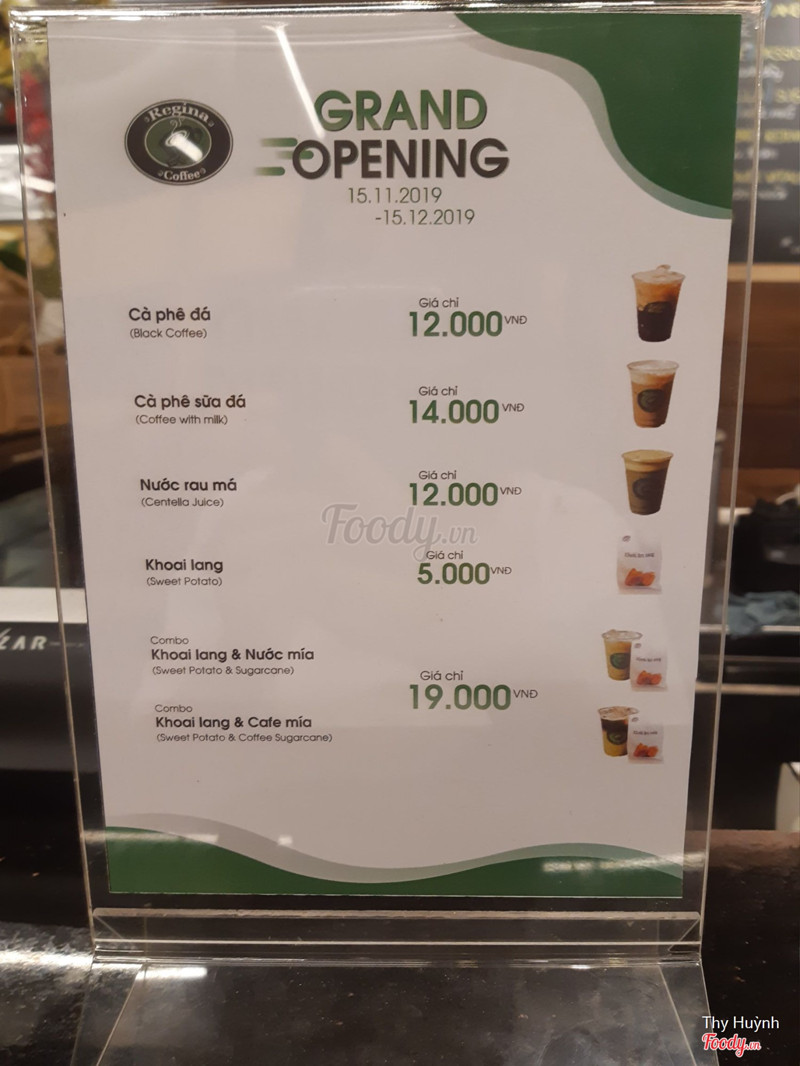 Regina
Coffee
GRAND
OPENING
15.11.2019
-15.12.2019
Cà phê đá
(Black Coffee)
Giá chỉ
12.000 VNĐ
Cà phê sữa đá
(Coffee with milk)
Giá chỉ
14.000 VNĐ
Nước rau má
(Centella Juice)
Giá chỉ
12.000 VNĐ
Foody.vn
Khoai lang
(Sweet Potato)
Giá chỉ
5.000 VNĐ
Combo
Khoai lang & Nước mía
(Sweet Potato & Sugarcane)
Giá chỉ
19.000 VNĐ
Combo
Khoai lang & Cafe mía
(Sweet Potato & Coffee Sugarcane)
Thy Huỳnh
Foody.vn